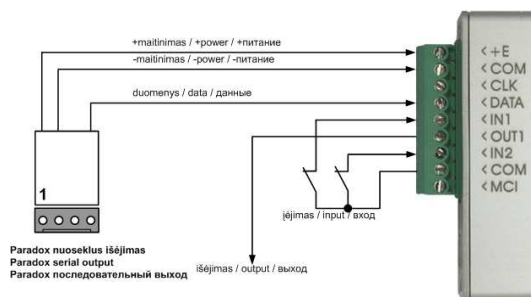 +maitinimas / +power / +питание
-maitinimas / -power / -питание
duomenys / data / данные
< +E
< COM
< CLK
< DATA
< IN1
< OUT1
< IN2
< COM
< MCI
1
įėjimas / input / вход
Paradox nuoseklus išėjimas
Paradox serial output
Paradox последовательный выход
išėjimas / output / выход